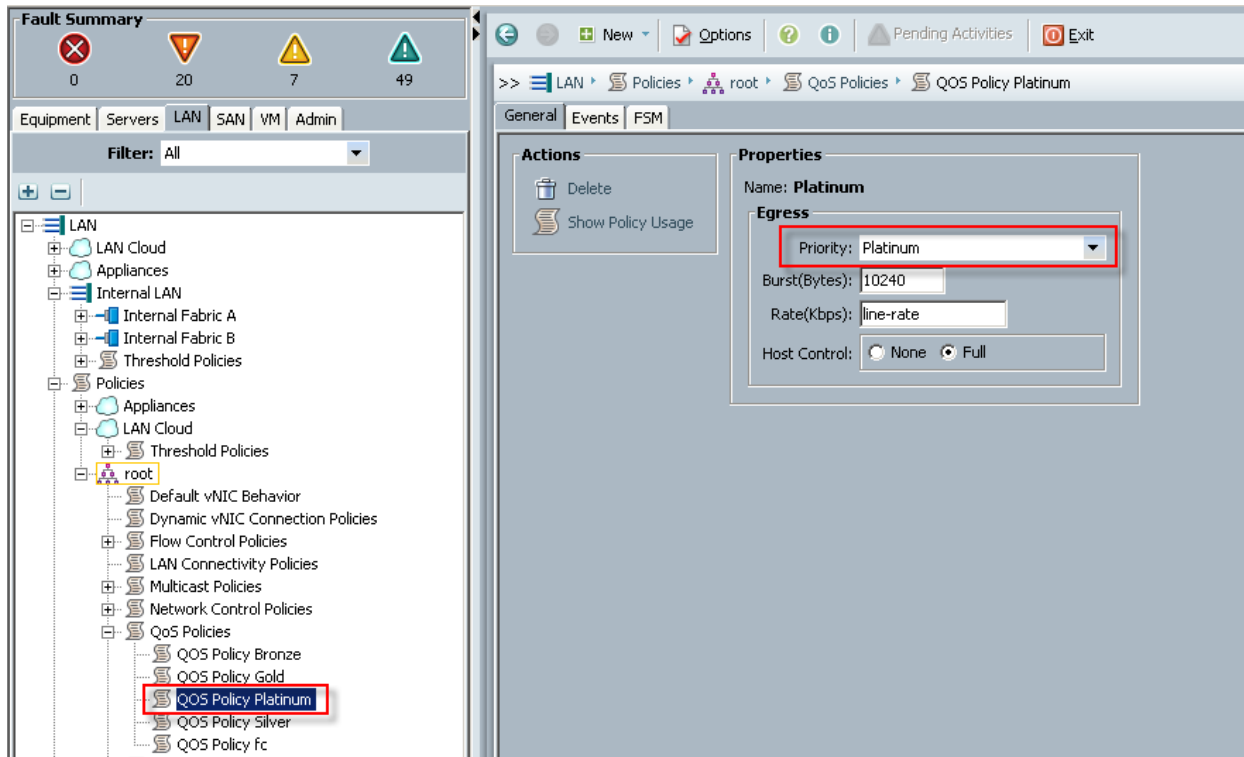 Fault Summary
0 20 7 49
Equipment Servers LAN SAN VM Admin
Filter: All
LAN
LAN Cloud
Appliances
Internal LAN
Internal Fabric A
Internal Fabric B
Threshold Policies
Policies
Appliances
LAN Cloud
Threshold Policies
root
Default vNIC Behavior
Dynamic vNIC Connection Policies
Flow Control Policies
LAN Connectivity Policies
Multicast Policies
Network Control Policies
QoS Policies
QOS Policy Bronze
QOS Policy Gold
QOS Policy Platinum
QOS Policy Silver
QOS Policy fc
New Options ? i Pending Activities Exit
>> LAN Policies root QoS Policies QOS Policy Platinum
General Events FSM
Actions
Delete
Show Policy Usage
Properties
Name: Platinum
Egress
Priority: Platinum
Burst(Bytes): 10240
Rate(Kbps): line-rate
Host Control: None Full